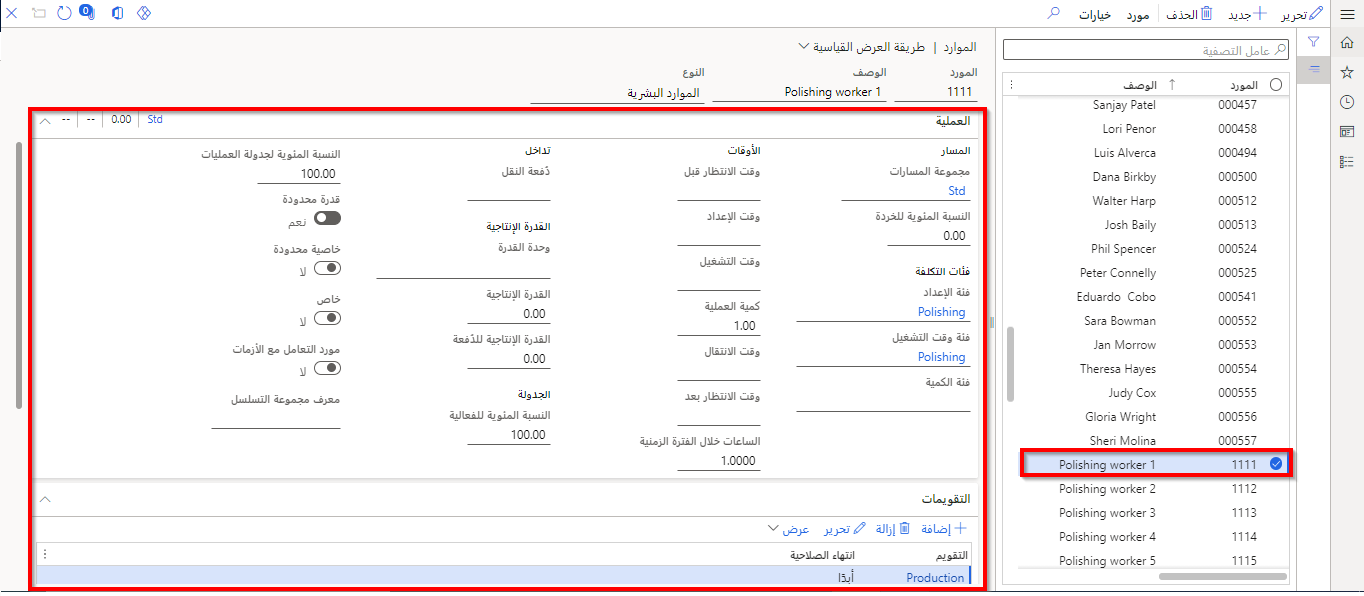 تحرير
جديد
الحذف
مورد
خيارات
0
عامل التصفية
المورد
الوصف
000457 Sanjay Patel
000458 Lori Penor
000494 Luis Alverca
000500 Dana Birkby
000512 Walter Harp
000513 Josh Baily
000524 Phil Spencer
000525 Peter Connelly
000541 Eduardo Cobo
000552 Sara Bowman
000553 Jan Morrow
000554 Theresa Hayes
000555 Judy Cox
000556 Gloria Wright
000557 Sheri Molina
1111 Polishing worker 1
1112 Polishing worker 2
1113 Polishing worker 3
1114 Polishing worker 4
1115 Polishing worker 5
الموارد | طريقة العرض القياسية
المورد
1111
الوصف
Polishing worker 1
النوع
الموارد البشرية
العملية
Std
0.00
--
--
المسار
مجموعة المسارات
Std
النسبة المئوية للخردة
0.00
فئات التكلفة
فئة الإعداد
Polishing
فئة وقت التشغيل
Polishing
فئة الكمية
الأوقات
وقت الانتظار قبل
وقت الإعداد
وقت التشغيل
كمية العملية
1.00
وقت الانتقال
وقت الانتظار بعد
الساعات خلال الفترة الزمنية
1.0000
تداخل
دُفعة النقل
القدرة الإنتاجية
وحدة القدرة
القدرة الإنتاجية
0.00
القدرة الإنتاجية للدُفعة
0.00
الجدولة
النسبة المئوية للفعالية
100.00
النسبة المئوية لجدولة العمليات
100.00
قدرة محدودة
نعم
خاصية محدودة
لا
خاص
لا
مورد التعامل مع الأزمات
لا
معرف مجموعة التسلسل
التقويمات
إضافة
إزالة
تحرير
عرض
التقويم
انتهاء الصلاحية
Production
أبدًا